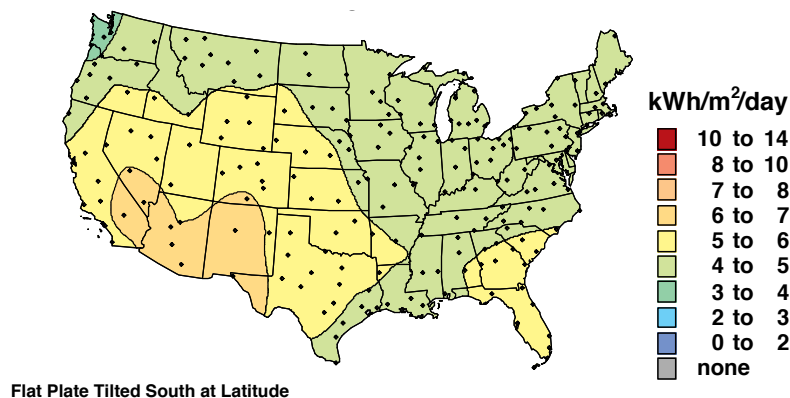 kWh/m²/day
10 to 14
8 to 10
7 to 8
6 to 7
5 to 6
4 to 5
3 to 4
2 to 3
0 to 2
none
Flat Plate Tilted South at Latitude